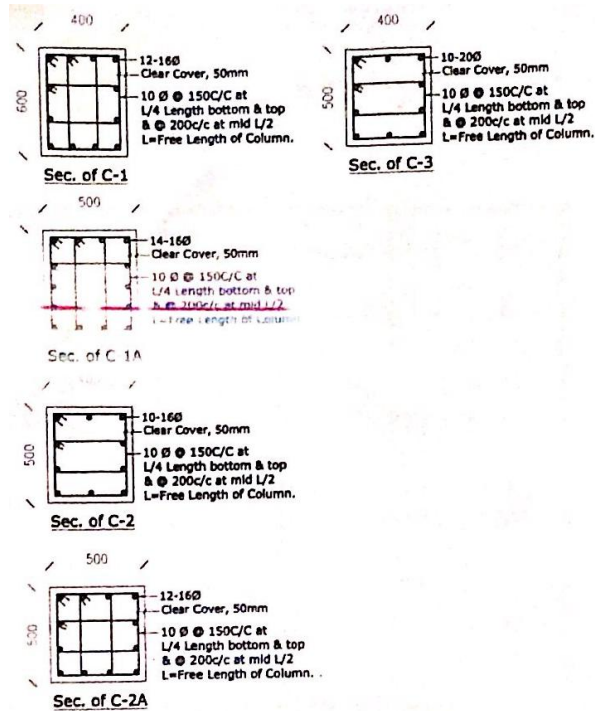 400
600
12-16Ø
Clear Cover, 50mm
10 Ø @ 150C/C at
L/4 Length bottom & top
& @ 200c/c at mid L/2
L=Free Length of Column.
Sec. of C-1
400
500
10-20Ø
Clear Cover, 50mm
10 Ø @ 150C/C at
L/4 Length bottom & top
& @ 200c/c at mid L/2
L=Free Length of Column.
Sec. of C-3
500
14-16Ø
Clear Cover, 50mm
10 Ø @ 150C/C at
L/4 Length bottom & top
& @ 200c/c at mid L/2
L=Free Length of Column
Sec. of C-1A
500
10-16Ø
Clear Cover, 50mm
10 Ø @ 150C/C at
L/4 Length bottom & top
& @ 200c/c at mid L/2
L=Free Length of Column.
Sec. of C-2
500
500
12-16Ø
Clear Cover, 50mm
10 Ø @ 150C/C at
L/4 Length bottom & top
& @ 200c/c at mid L/2
L=Free Length of Column.
Sec. of C-2A